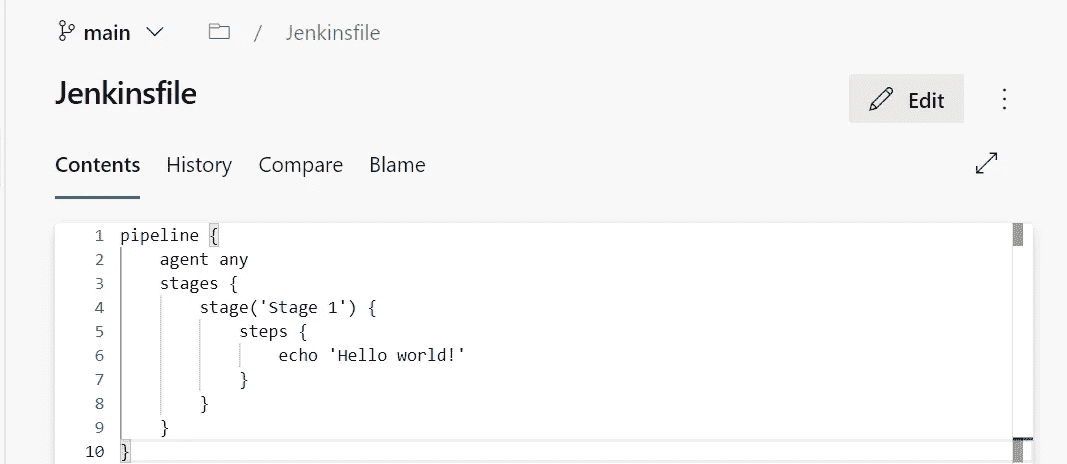 main / Jenkinsfile
Jenkinsfile
Edit
Contents History Compare Blame
1 pipeline {
2     agent any
3     stages {
4         stage('Stage 1') {
5             steps {
6                 echo 'Hello world!'
7             }
8         }
9     }
10 }